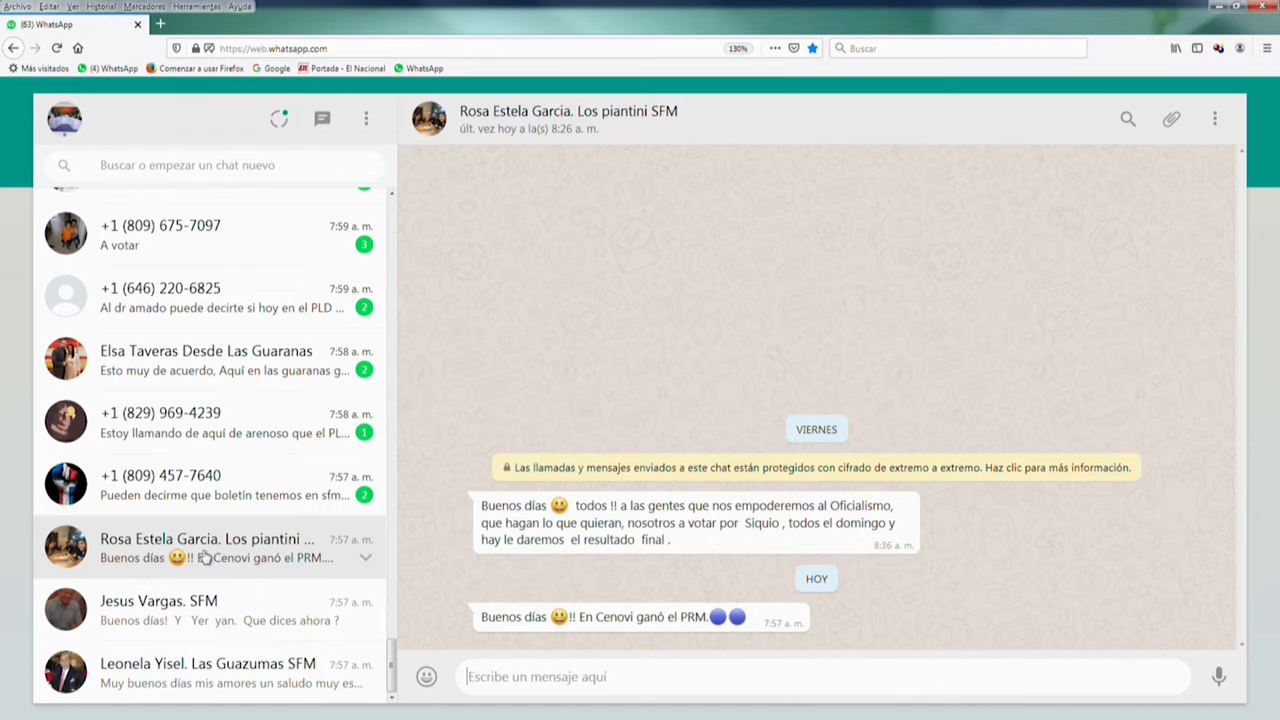 Archivo Editar Ver Historial Marcadores Herramientas Ayuda
(63) WhatsApp
https://web.whatsapp.com
130%
Buscar
Más visitados
(4) WhatsApp
Comenzar a usar Firefox
Google
Portada - El Nacional
WhatsApp
Buscar o empezar un chat nuevo
+1 (809) 675-7097 7:59 a. m.
A votar 3
+1 (646) 220-6825 7:59 a. m.
Al dr amado puede decirte si hoy en el PLD ... 2
Elsa Taveras Desde Las Guaranas 7:58 a. m.
Esto muy de acuerdo, Aquí en las guaranas g... 2
+1 (829) 969-4239 7:58 a. m.
Estoy llamando de aquí de arenoso que el PL... 1
+1 (809) 457-7640 7:57 a. m.
Pueden decirme que boletín tenemos en sfm... 2
Rosa Estela Garcia. Los piantini ... 7:57 a. m.
Buenos días 😀!! En Cenovi ganó el PRM....
Jesus Vargas. SFM 7:57 a. m.
Buenos días! Y Yer yan. Que dices ahora ?
Leonela Yisel. Las Guazumas SFM 7:57 a. m.
Muy buenos días mis amores un saludo muy es...
Rosa Estela Garcia. Los piantini SFM
últ. vez hoy a la(s) 8:26 a. m.
VIERNES
Las llamadas y mensajes enviados a este chat están protegidos con cifrado de extremo a extremo. Haz clic para más información.
Buenos días 😀 todos !! a las gentes que nos empoderemos al Oficialismo,
que hagan lo que quieran, nosotros a votar por Siquio , todos el domingo y
hay le daremos el resultado final .
8:36 a. m.
HOY
Buenos días 😀!! En Cenovi ganó el PRM.🔵🔵 7:57 a. m.
Escribe un mensaje aquí